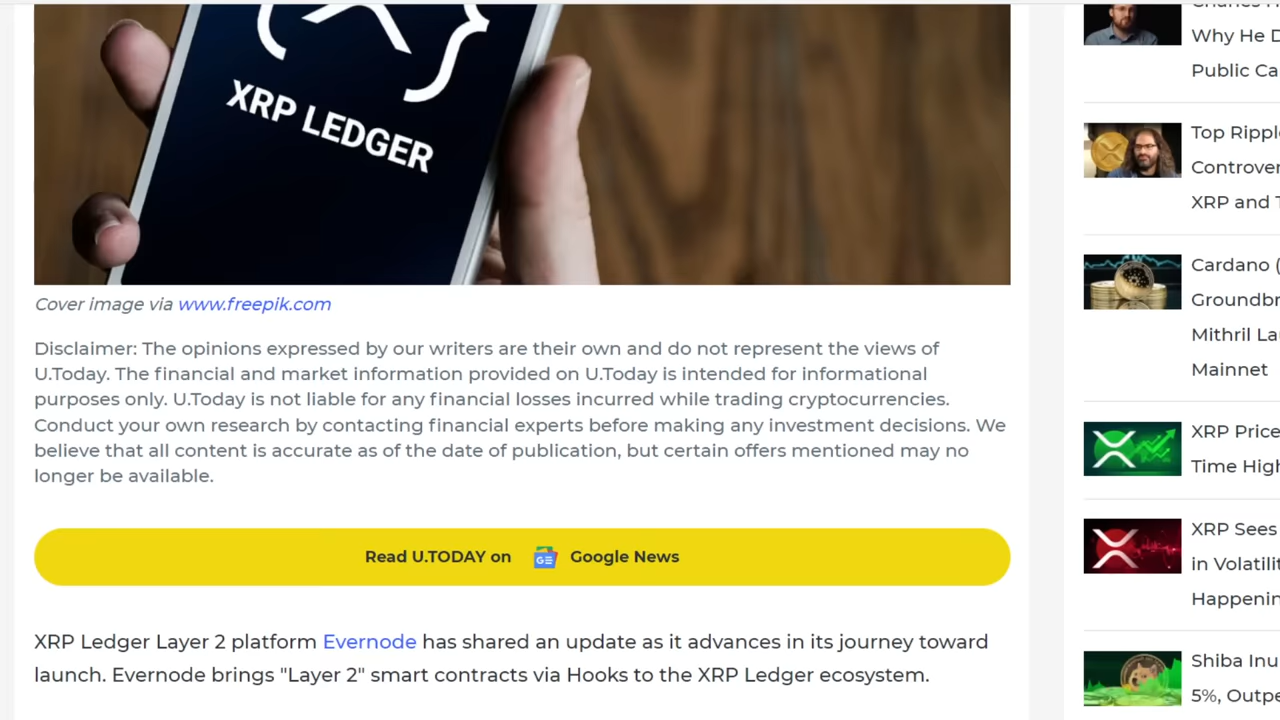 XRP LEDGER
Cover image via www.freepik.com
Disclaimer: The opinions expressed by our writers are their own and do not represent the views of
U.Today. The financial and market information provided on U.Today is intended for informational
purposes only. U.Today is not liable for any financial losses incurred while trading cryptocurrencies.
Conduct your own research by contacting financial experts before making any investment decisions. We
believe that all content is accurate as of the date of publication, but certain offers mentioned may no
longer be available.
Read U.TODAY on Google News
XRP Ledger Layer 2 platform Evernode has shared an update as it advances in its journey toward
launch. Evernode brings "Layer 2" smart contracts via Hooks to the XRP Ledger ecosystem.
Why He D
Public Ca
Top Rippl
Controver
XRP and T
Cardano (
Groundbr
Mithril La
Mainnet
XRP Price
Time High
XRP Sees
in Volatilit
Happenin
Shiba Inu
5%, Outpe